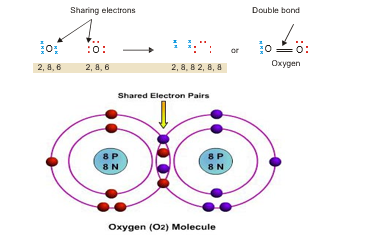 Sharing electrons
Double bond
O
O
or
O
O
2, 8, 6
2, 8, 6
2, 8, 8 2, 8, 8
Oxygen
Shared Electron Pairs
8 P
8 N
8 P
8 N
Oxygen (O2) Molecule